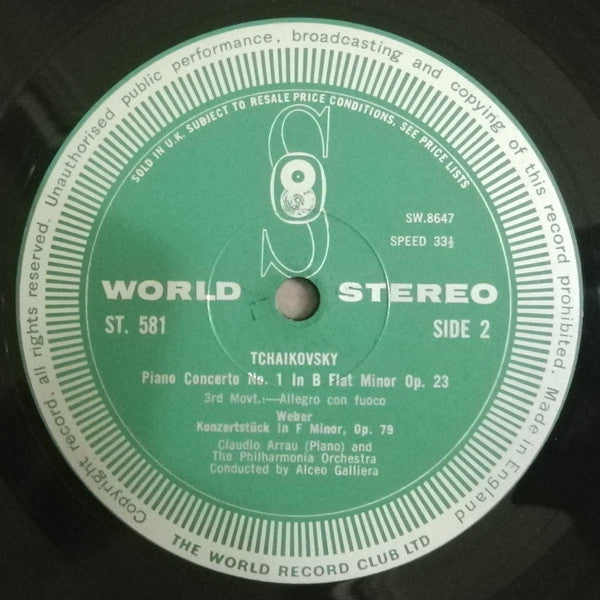 Copyright record. all rights reserved. Unauthorised public performance. broadcasting and copying of this record prohibited. Made in England
SOLD IN U.K. SUBJECT TO RESALE PRICE CONDITIONS, SEE PRICE LISTS
SW.8647
SPEED 33⅓
WORLD STEREO
ST. 581 SIDE 2
TCHAIKOVSKY
Piano Concerto No. 1 In B Flat Minor Op. 23
3rd Movt.:—Allegro con fuoco
Weber
Konzertstück in F Minor, Op. 79
Claudio Arrau (Piano) and
The Philharmonia Orchestra
Conducted by Alceo Galliera
THE WORLD RECORD CLUB LTD